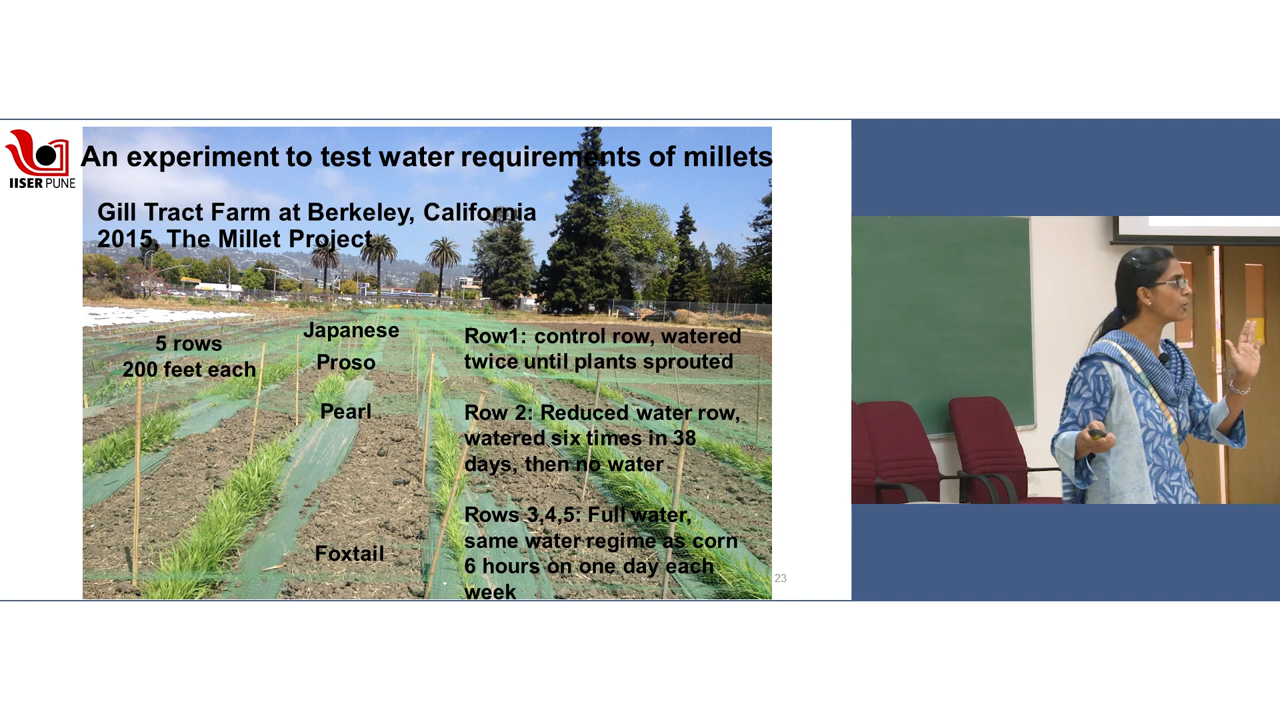 IISER PUNE
An experiment to test water requirements of millets
Gill Tract Farm at Berkeley, California
2015, The Millet Project
5 rows
200 feet each
Japanese
Proso
Pearl
Foxtail
Row1: control row, watered
twice until plants sprouted
Row 2: Reduced water row,
watered six times in 38
days, then no water
Rows 3,4,5: Full water,
same water regime as corn
6 hours on one day each
week
23